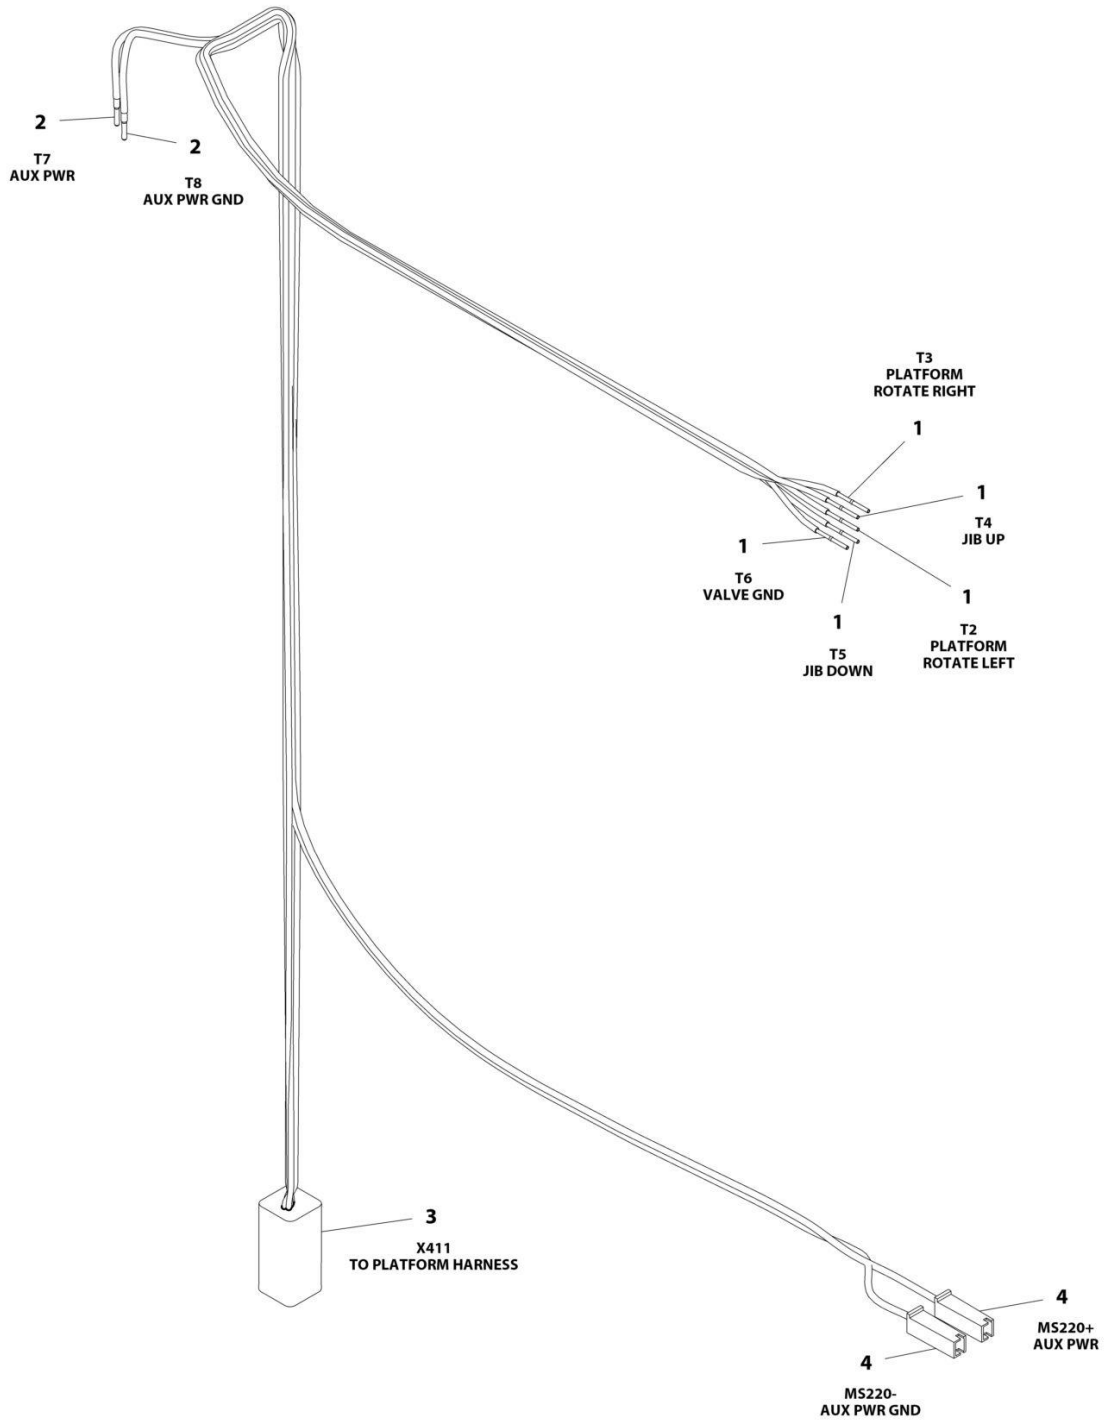 2
T7
AUX PWR
2
T8
AUX PWR GND
T3
PLATFORM
ROTATE RIGHT
1
1
T4
JIB UP
1
T6
VALVE GND
1
T2
PLATFORM
ROTATE LEFT
1
T5
JIB DOWN
3
X411
TO PLATFORM HARNESS
4
MS220+
AUX PWR
4
MS220-
AUX PWR GND